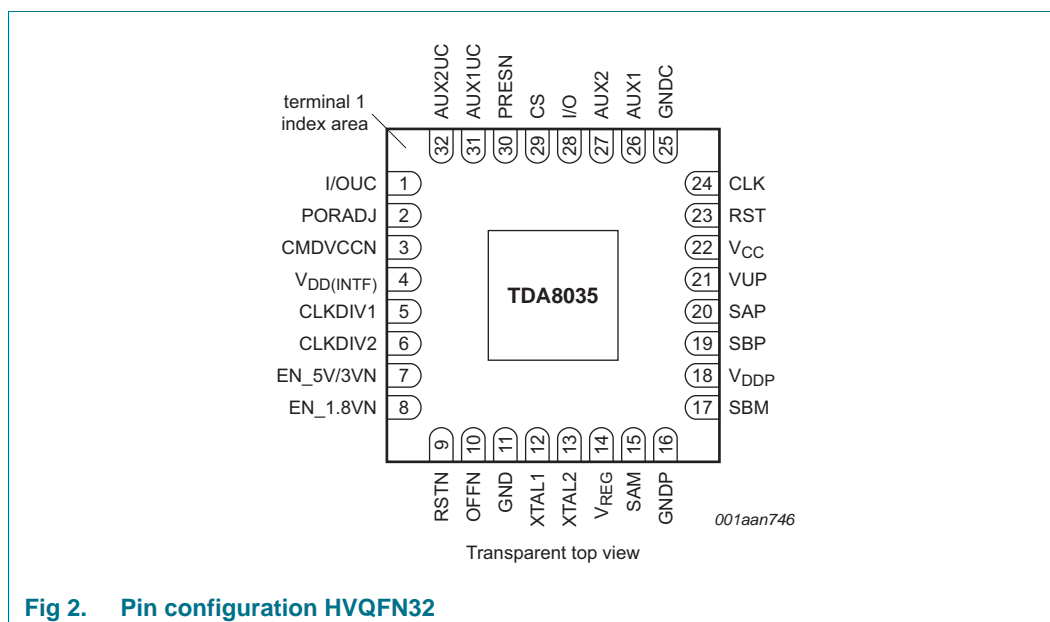 AUX2UC
AUX1UC
PRESN
CS
I/O
AUX2
AUX1
GNDC
terminal 1
index area
32 31 30 29 28 27 26 25
I/OUC 1 24 CLK
PORADJ 2 23 RST
CMDVCCN 3 22 VCC
VDD(INTF) 4 21 VUP
TDA8035
CLKDIV1 5 20 SAP
CLKDIV2 6 19 SBP
EN_5V/3VN 7 18 VDDP
EN_1.8VN 8 17 SBM
9 10 11 12 13 14 15 16
RSTN
OFFN
GND
XTAL1
XTAL2
VREG
SAM
GNDP
001aan746
Transparent top view
Fig 2. Pin configuration HVQFN32